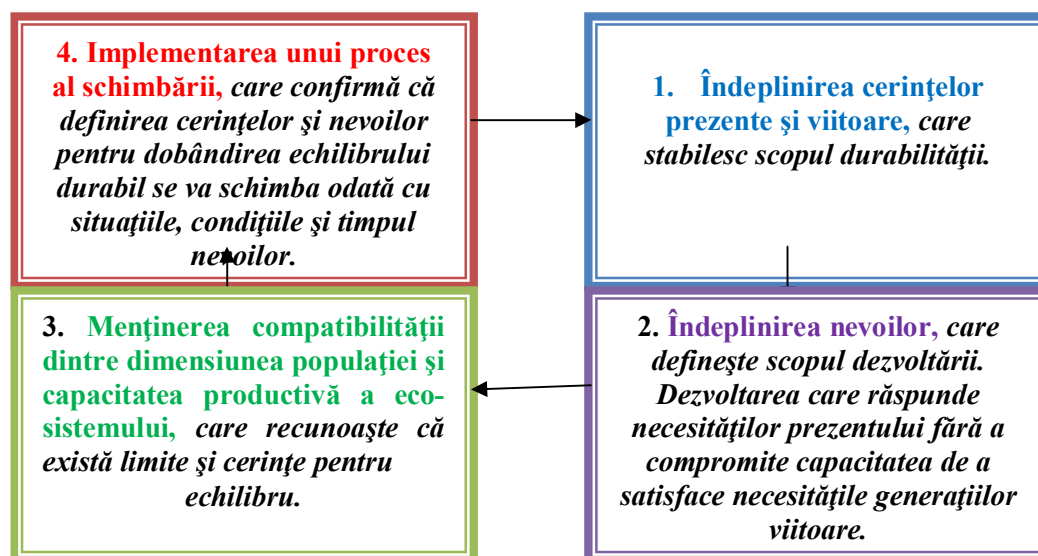 4. Implementarea unui proces
al schimbării, care confirmă că
definirea cerinţelor şi nevoilor
pentru dobândirea echilibrului
durabil se va schimba odată cu
situaţiile, condiţiile şi timpul
nevoilor.
1. Îndeplinirea cerinţelor
prezente şi viitoare, care
stabilesc scopul durabilităţii.
2. Îndeplinirea nevoilor, care
defineşte scopul dezvoltării.
Dezvoltarea care răspunde
necesităţilor prezentului fără a
compromite capacitatea de a
satisface necesităţile generaţiilor
viitoare.
3. Menţinerea compatibilităţii
dintre dimensiunea populaţiei şi
capacitatea productivă a eco-
sistemului, care recunoaşte că
există limite şi cerinţe pentru
echilibru.